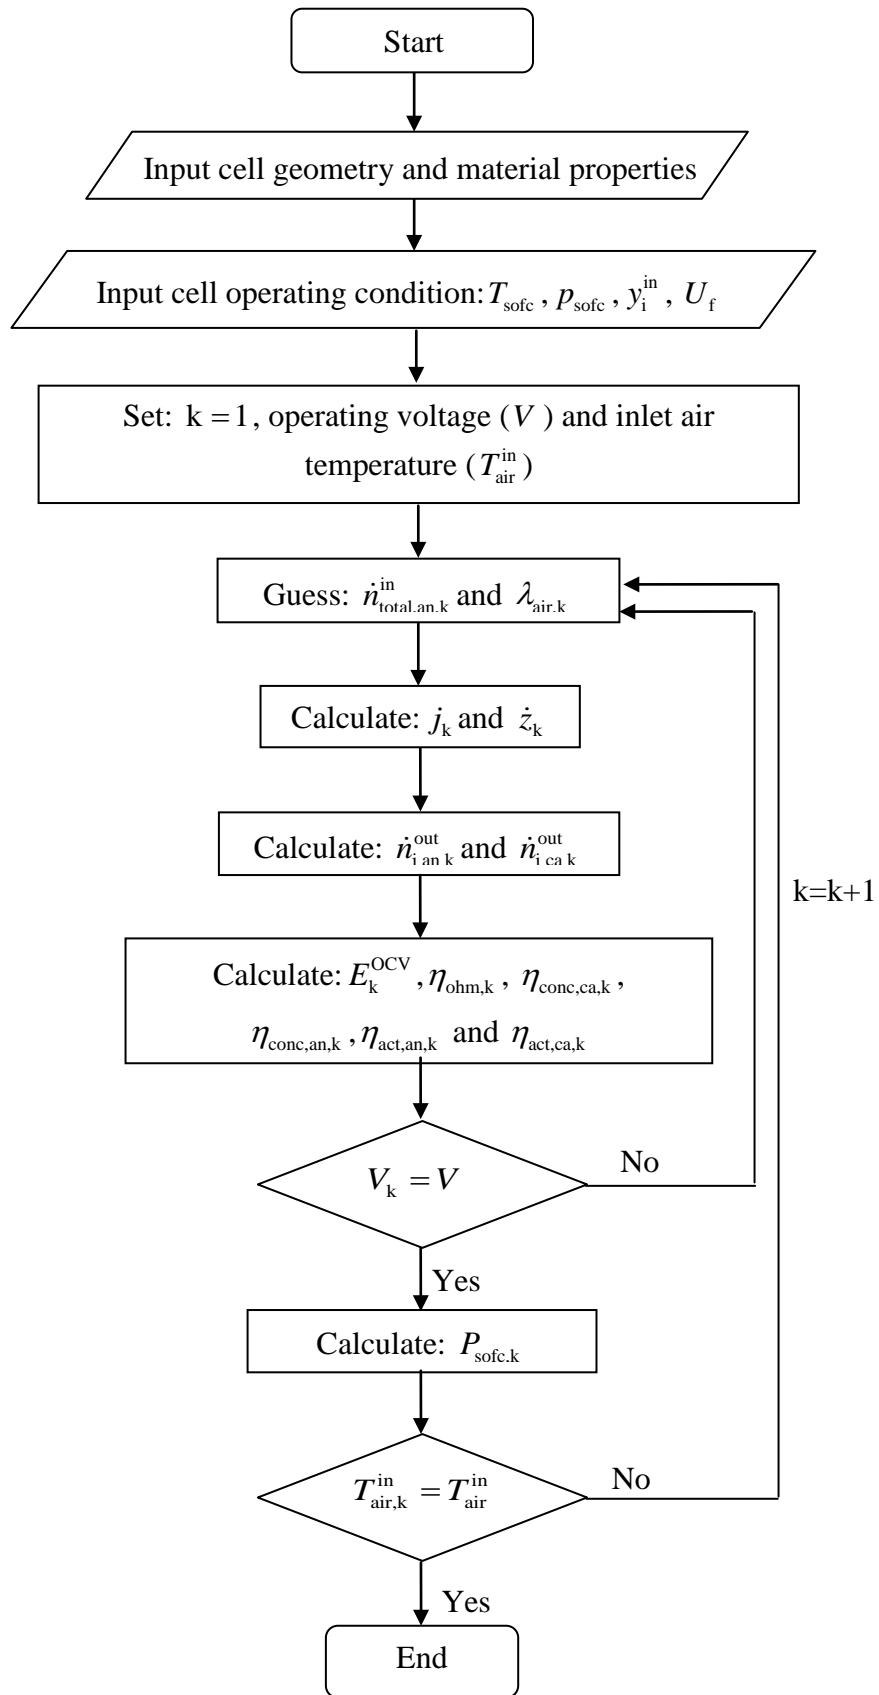 Start
Input cell geometry and material properties
Input cell operating condition: T_sofc , p_sofc , y_i^in , U_f
Set: k = 1, operating voltage (V ) and inlet air
temperature (T_air^in )
Guess: ṅ_total,an,k^in and λ_air,k
Calculate: j_k and ż_k
Calculate: ṅ_i,an,k^out and ṅ_i,ca,k^out
k=k+1
Calculate: E_k^OCV , η_ohm,k , η_conc,ca,k ,
η_conc,an,k , η_act,an,k and η_act,ca,k
V_k = V
No
Yes
Calculate: P_sofc,k
T_air,k^in = T_air^in
No
Yes
End